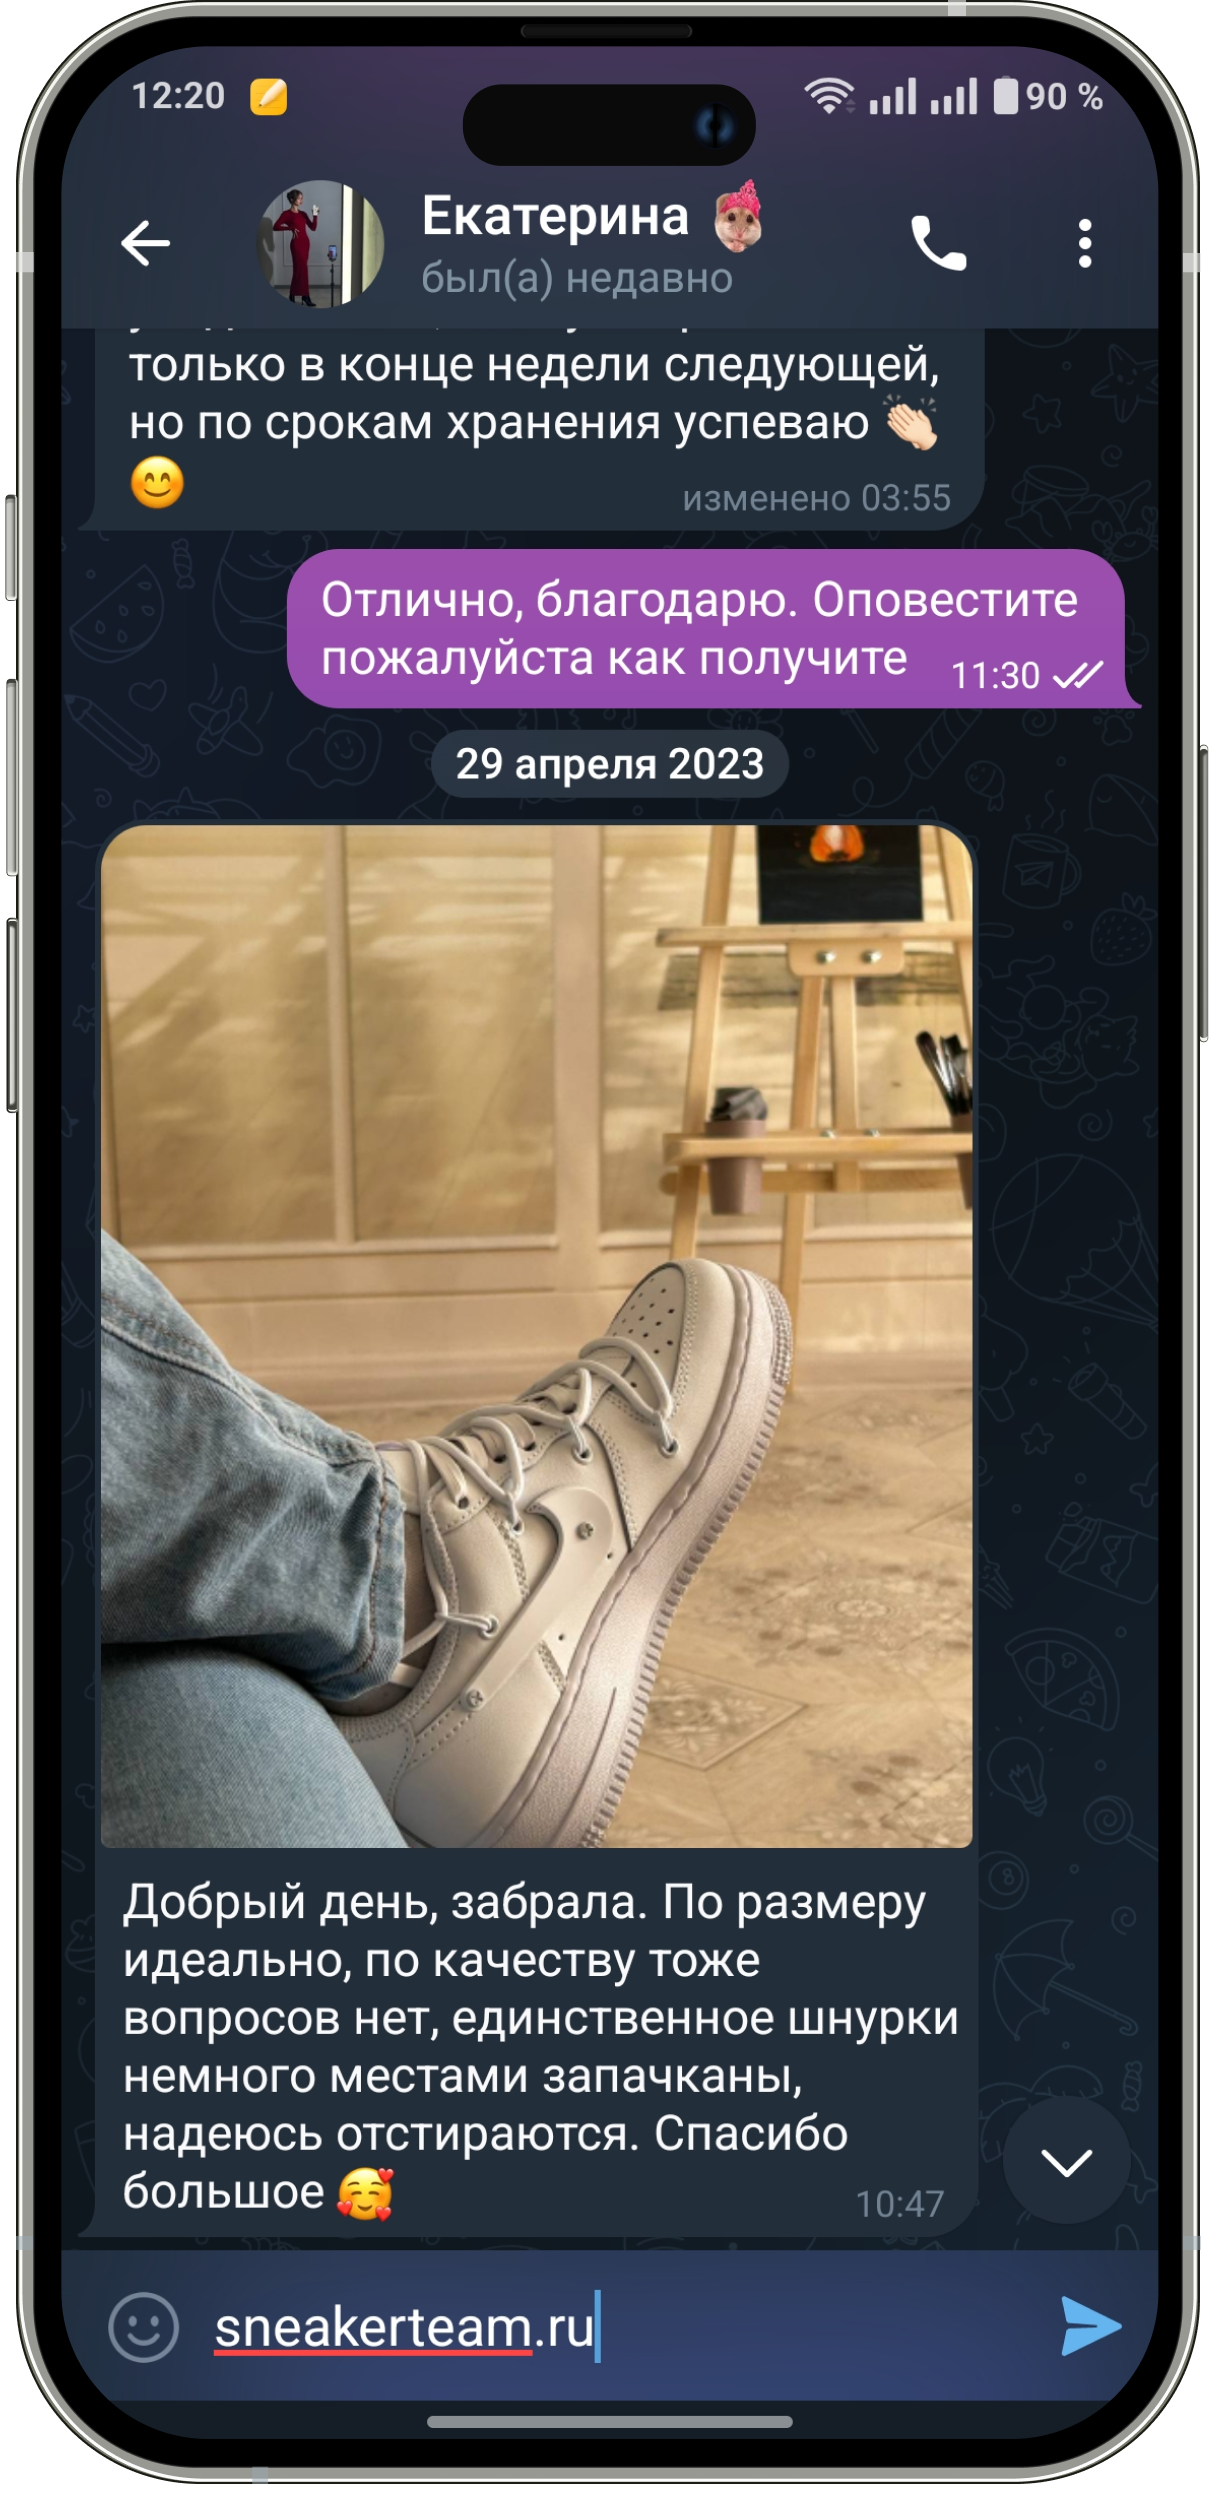 12:20
90 %
Екатерина
был(а) недавно
только в конце недели следующей,
но по срокам хранения успеваю 👏🏻
😊
изменено 03:55
Отлично, благодарю. Оповестите
пожалуйста как получите
11:30
29 апреля 2023
Добрый день, забрала. По размеру
идеально, по качеству тоже
вопросов нет, единственное шнурки
немного местами запачканы,
надеюсь отстираются. Спасибо
большое 🥰
10:47
sneakerteam.ru